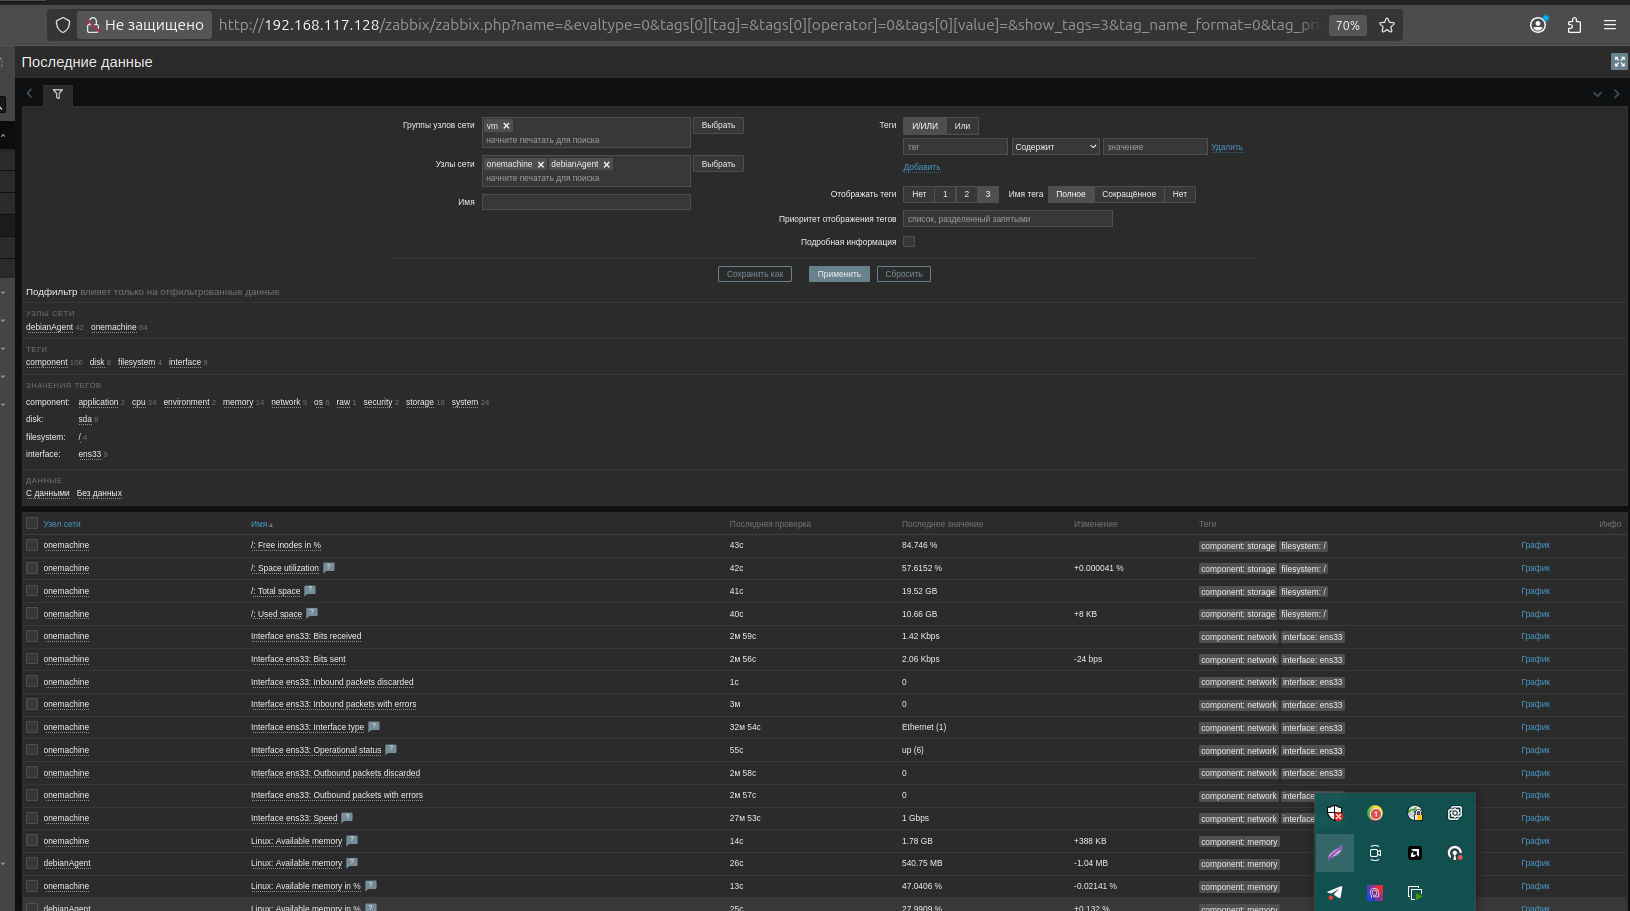 Не защищено http://192.168.117.128/zabbix/zabbix.php?name=&evaltype=0&tags[0][tag]=&tags[0][operator]=0&tags[0][value]=&show_tags=3&tag_name_format=0&tag_pri 70%
Последние данные
Группы узлов сети vm Выбрать Теги И/ИЛИ Или
начните печатать для поиска
тег Содержит значение Удалить
Узлы сети onemachine debianAgent Выбрать
Добавить
начните печатать для поиска
Отображать теги Нет 1 2 3 Имя тега Полное Сокращённое Нет
Имя
Приоритет отображения тегов список, разделенный запятыми
Подробная информация
Сохранить как Применить Сбросить
Подфильтр влияет только на отфильтрованные данные
УЗЛЫ СЕТИ
debianAgent 42 onemachine 64
ТЕГИ
component 106 disk 8 filesystem 4 interface 9
ЗНАЧЕНИЯ ТЕГОВ
component: application 2 cpu 34 environment 2 memory 14 network 9 os 6 raw 1 security 2 storage 18 system 24
disk: sda 8
filesystem: / 4
interface: ens33 9
ДАННЫЕ
С данными Без данных
Узел сети Имя Последняя проверка Последнее значение Изменение Теги Инфо
onemachine /: Free inodes in % 43с 84.746 % component: storage filesystem: / График
onemachine /: Space utilization ? 42с 57.6152 % +0.000041 % component: storage filesystem: / График
onemachine /: Total space ? 41с 19.52 GB component: storage filesystem: / График
onemachine /: Used space ? 40с 10.66 GB +8 KB component: storage filesystem: / График
onemachine Interface ens33: Bits received 2м 59с 1.42 Kbps component: network interface: ens33 График
onemachine Interface ens33: Bits sent 2м 56с 2.06 Kbps -24 bps component: network interface: ens33 График
onemachine Interface ens33: Inbound packets discarded 1с 0 component: network interface: ens33 График
onemachine Interface ens33: Inbound packets with errors 3м 0 component: network interface: ens33 График
onemachine Interface ens33: Interface type ? 32м 54с Ethernet (1) component: network interface: ens33 График
onemachine Interface ens33: Operational status ? 55с up (6) component: network interface: ens33 График
onemachine Interface ens33: Outbound packets discarded 2м 58с 0 component: network interface: ens33 График
onemachine Interface ens33: Outbound packets with errors 2м 57с 0 component: network interface: График
onemachine Interface ens33: Speed ? 27м 53с 1 Gbps component: network interface: График
onemachine Linux: Available memory ? 14с 1.78 GB +388 KB component: memory График
debianAgent Linux: Available memory ? 26с 540.75 MB -1.04 MB component: memory График
onemachine Linux: Available memory in % ? 13с 47.0406 % -0.02141 % component: memory График
debianAgent Linux: Available memory in % ? 25с 27.9909 % +0.132 % component: memory График